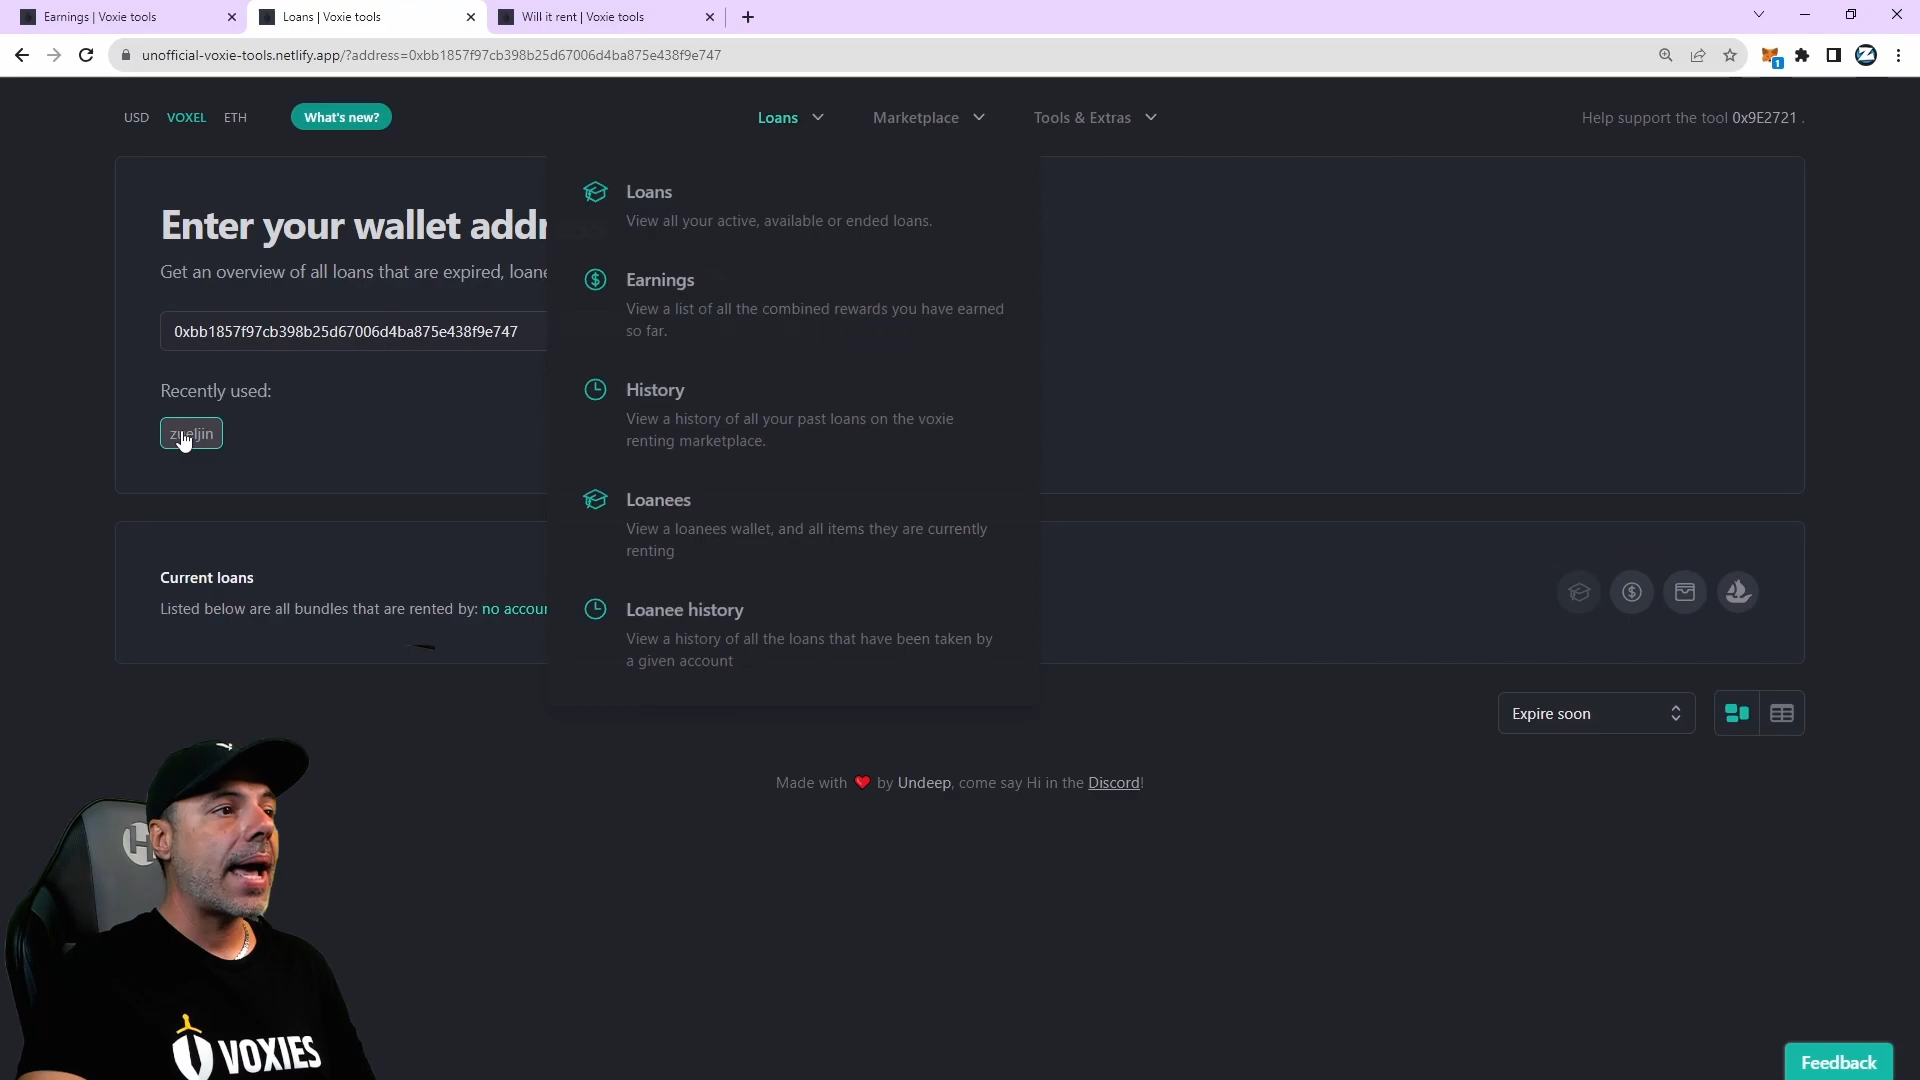 Earnings | Voxie tools
Loans | Voxie tools
Will it rent | Voxie tools
unofficial-voxie-tools.netlify.app/?address=0xbb1857f97cb398b25d67006d4ba875e438f9e747
1
USD VOXEL ETH
What's new?
Loans
Marketplace
Tools & Extras
Help support the tool 0x9E2721 .
Enter your wallet addr
Get an overview of all loans that are expired, loane
0xbb1857f97cb398b25d67006d4ba875e438f9e747
Recently used:
Loans
View all your active, available or ended loans.
Earnings
View a list of all the combined rewards you have earned
so far.
History
View a history of all your past loans on the voxie
renting marketplace.
Loanees
View a loanees wallet, and all items they are currently
renting
Loanee history
View a history of all the loans that have been taken by
a given account
Current loans
Listed below are all bundles that are rented by: no accoun
Expire soon
Made with ❤ by Undeep, come say Hi in the Discord!
VOXIES
Feedback